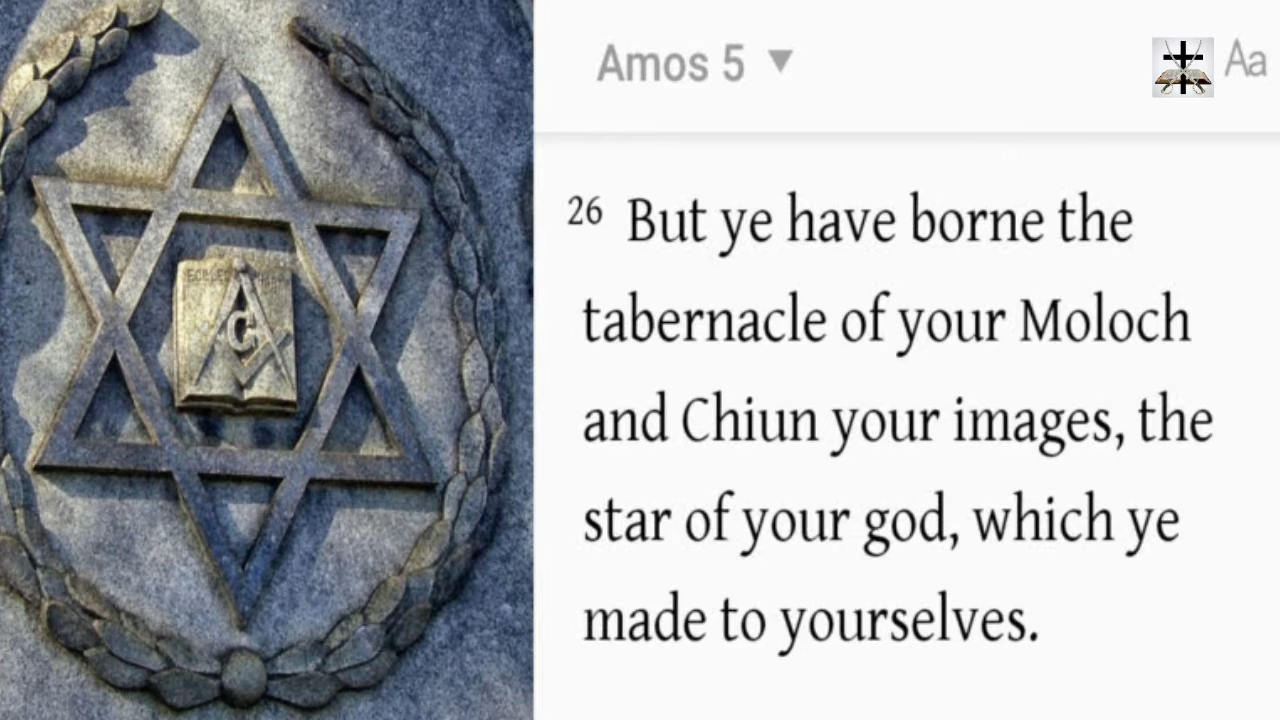 G
Amos 5 ▼
Aa
26 But ye have borne the
tabernacle of your Moloch
and Chiun your images, the
star of your god, which ye
made to yourselves.